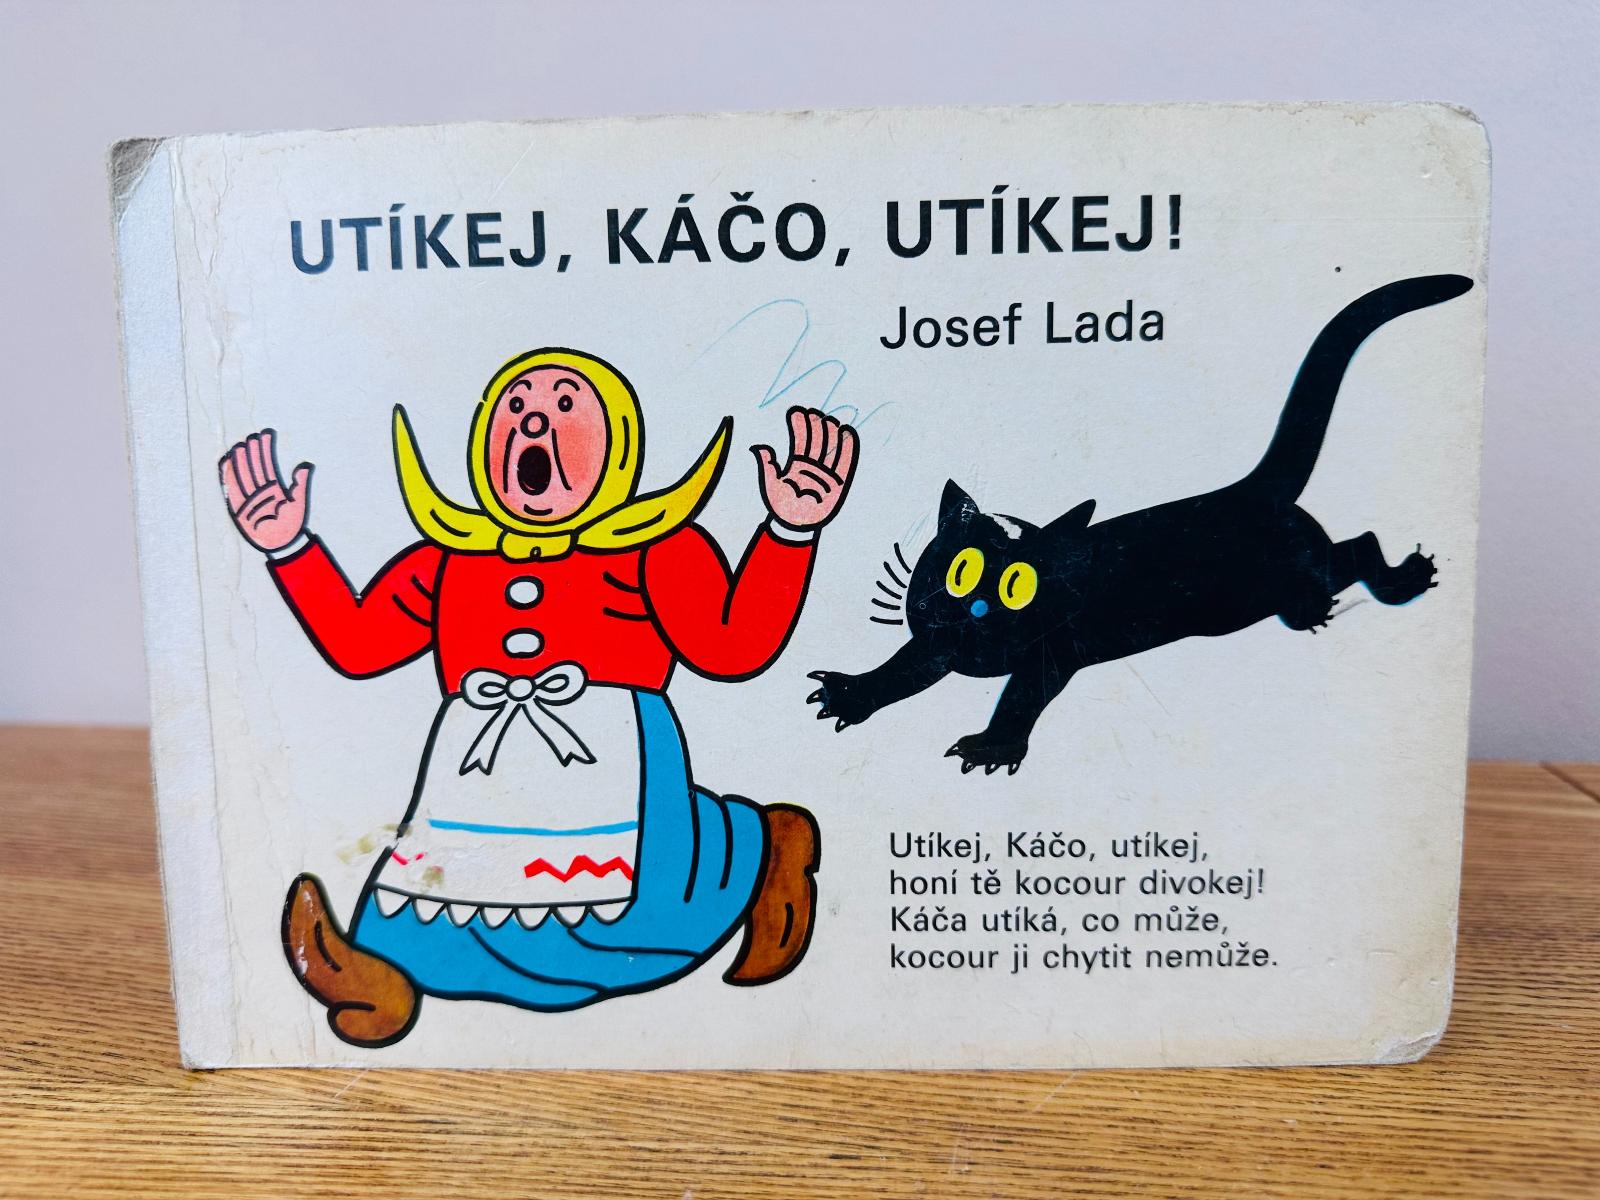 UTÍKEJ, KÁČO, UTÍKEJ!
Josef Lada
Utíkej, Káčo, utíkej,
honí tě kocour divokej!
Káča utíká, co může,
kocour ji chytit nemůže.